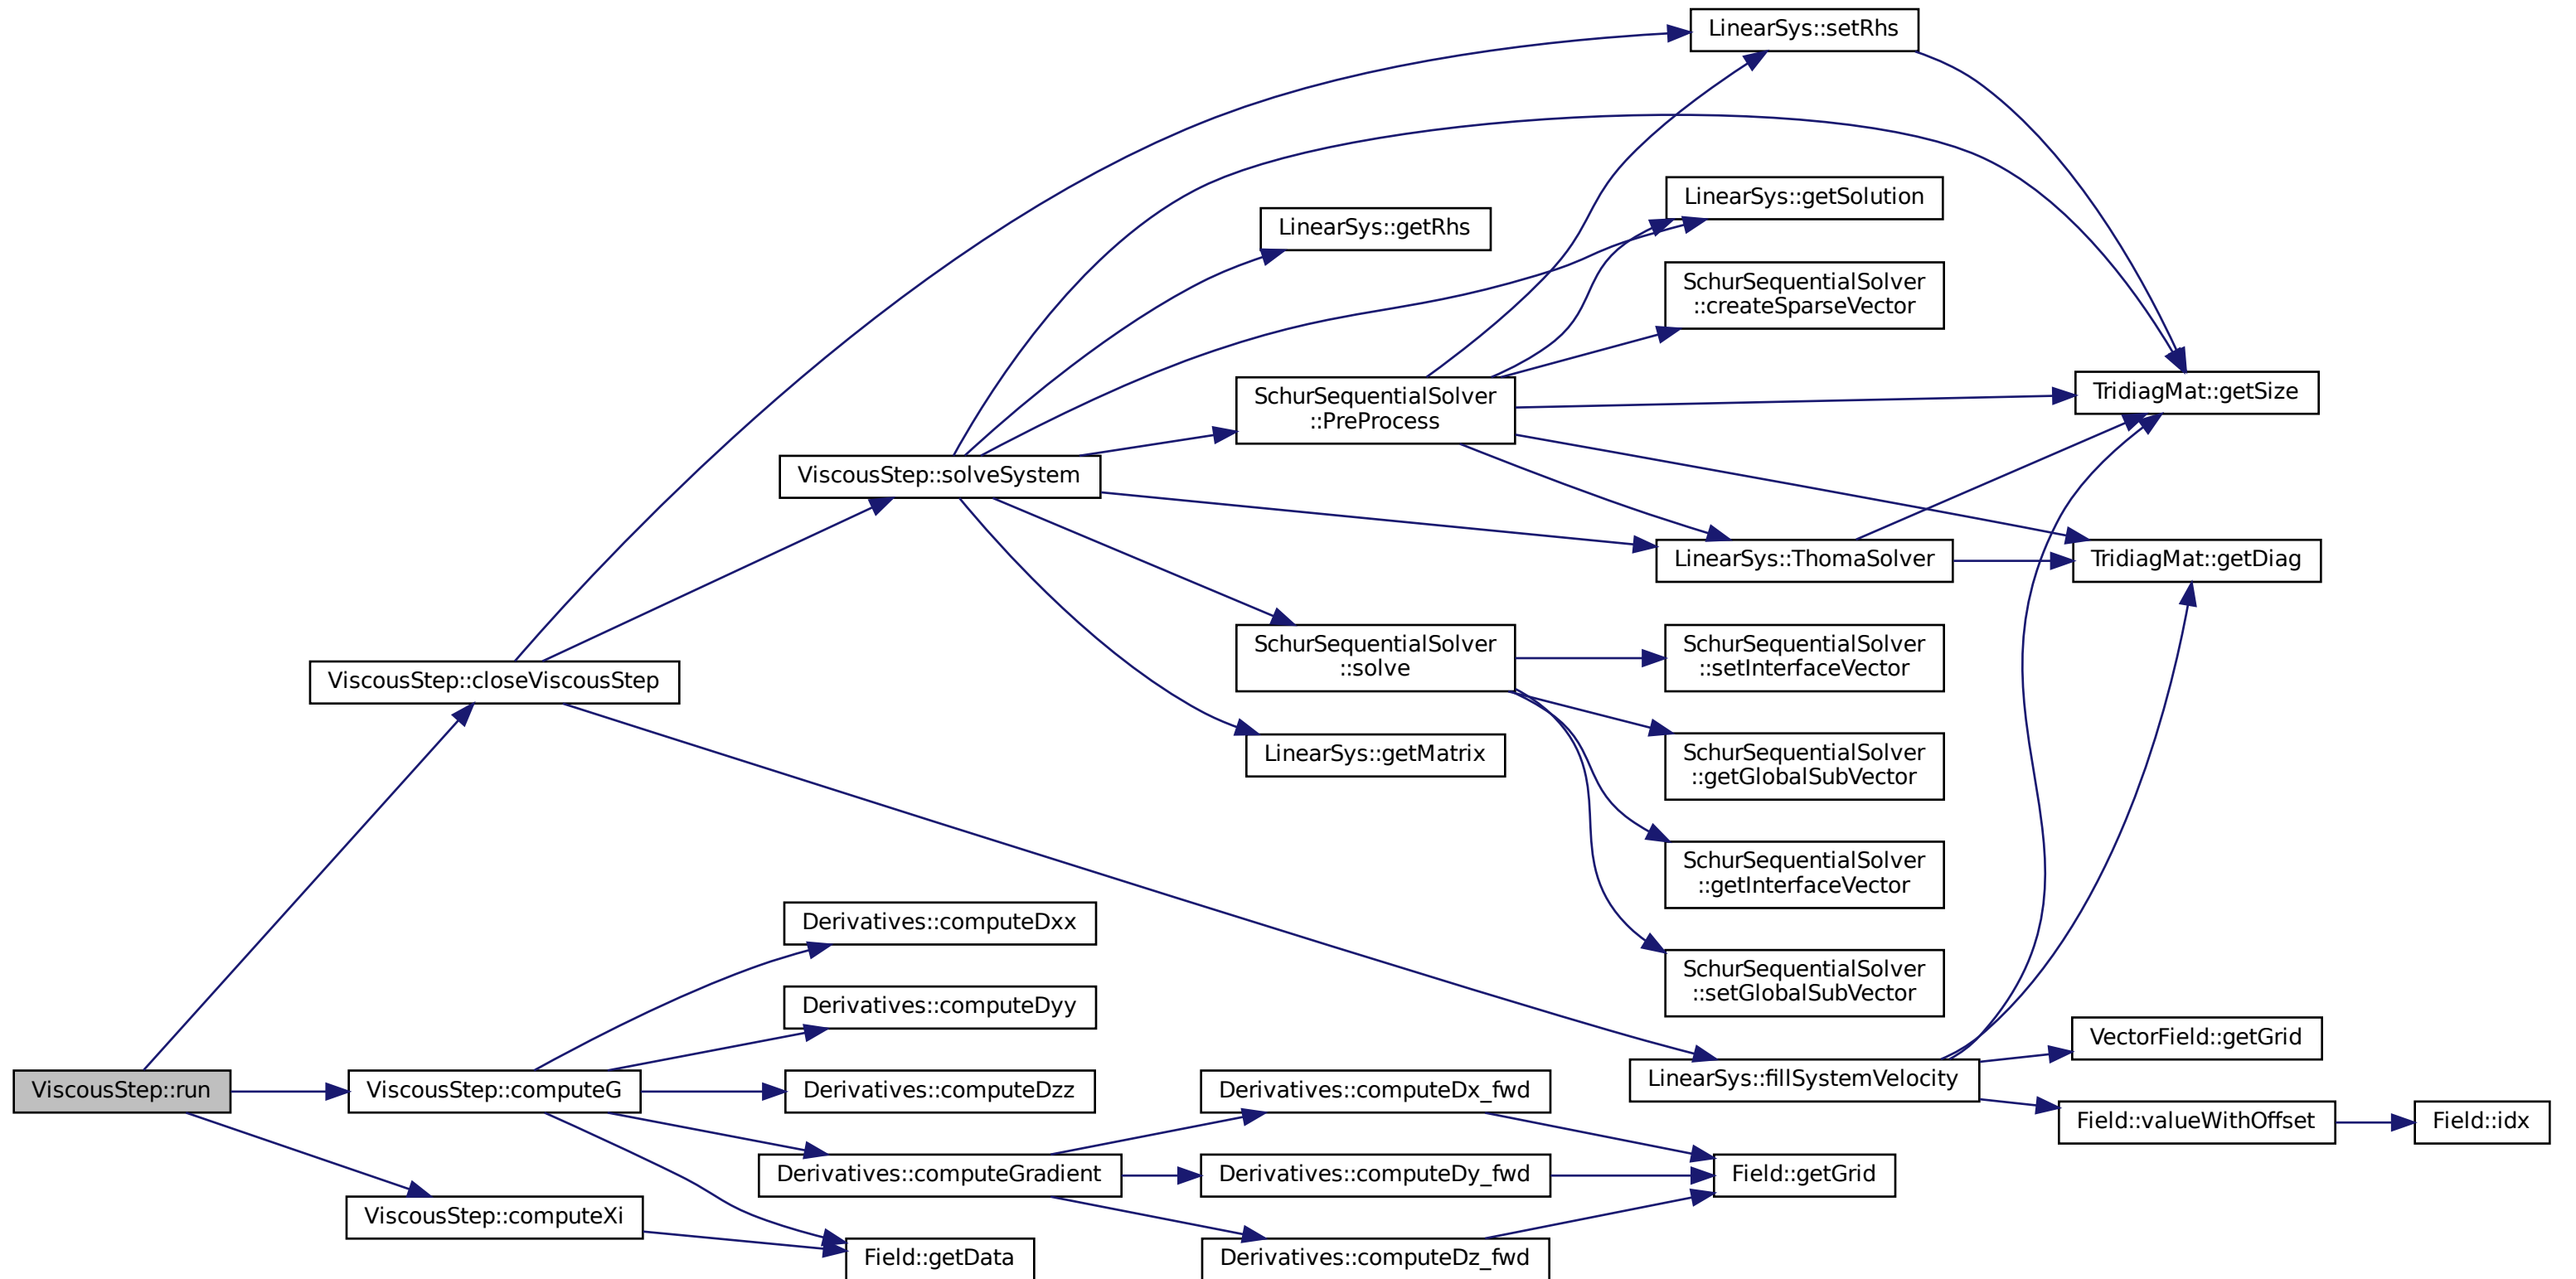 LinearSys::setRhs
LinearSys::getSolution
LinearSys::getRhs
SchurSequentialSolver
::createSparseVector
TridiagMat::getSize
SchurSequentialSolver
::PreProcess
ViscousStep::solveSystem
LinearSys::ThomaSolver
TridiagMat::getDiag
SchurSequentialSolver
::solve
SchurSequentialSolver
::setInterfaceVector
ViscousStep::closeViscousStep
LinearSys::getMatrix
SchurSequentialSolver
::getGlobalSubVector
SchurSequentialSolver
::getInterfaceVector
Derivatives::computeDxx
SchurSequentialSolver
::setGlobalSubVector
Derivatives::computeDyy
VectorField::getGrid
ViscousStep::run
ViscousStep::computeG
Derivatives::computeDzz
Derivatives::computeDx_fwd
LinearSys::fillSystemVelocity
Field::valueWithOffset
Field::idx
Derivatives::computeGradient
Derivatives::computeDy_fwd
Field::getGrid
ViscousStep::computeXi
Field::getData
Derivatives::computeDz_fwd